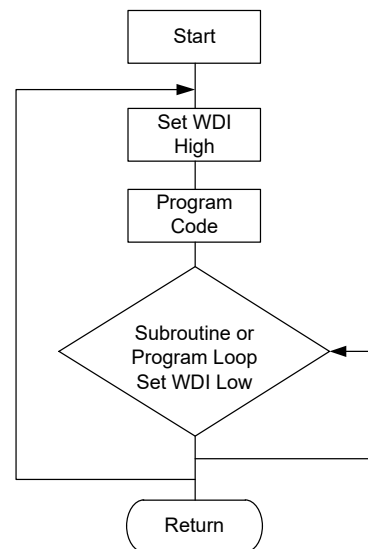 Start
Set WDI
High
Program
Code
Subroutine or
Program Loop
Set WDI Low
Return